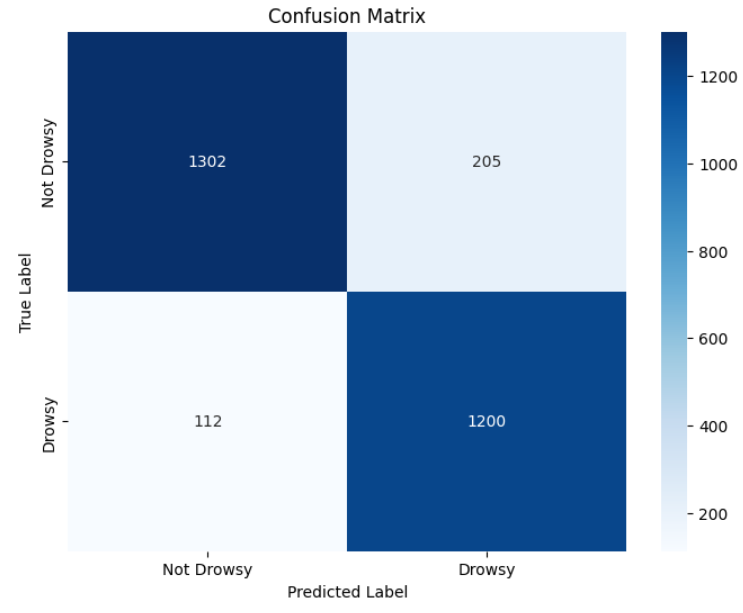 Confusion Matrix
True Label
Not Drowsy
1302
205
Drowsy
112
1200
Not Drowsy
Drowsy
Predicted Label
1200
1000
800
600
400
200